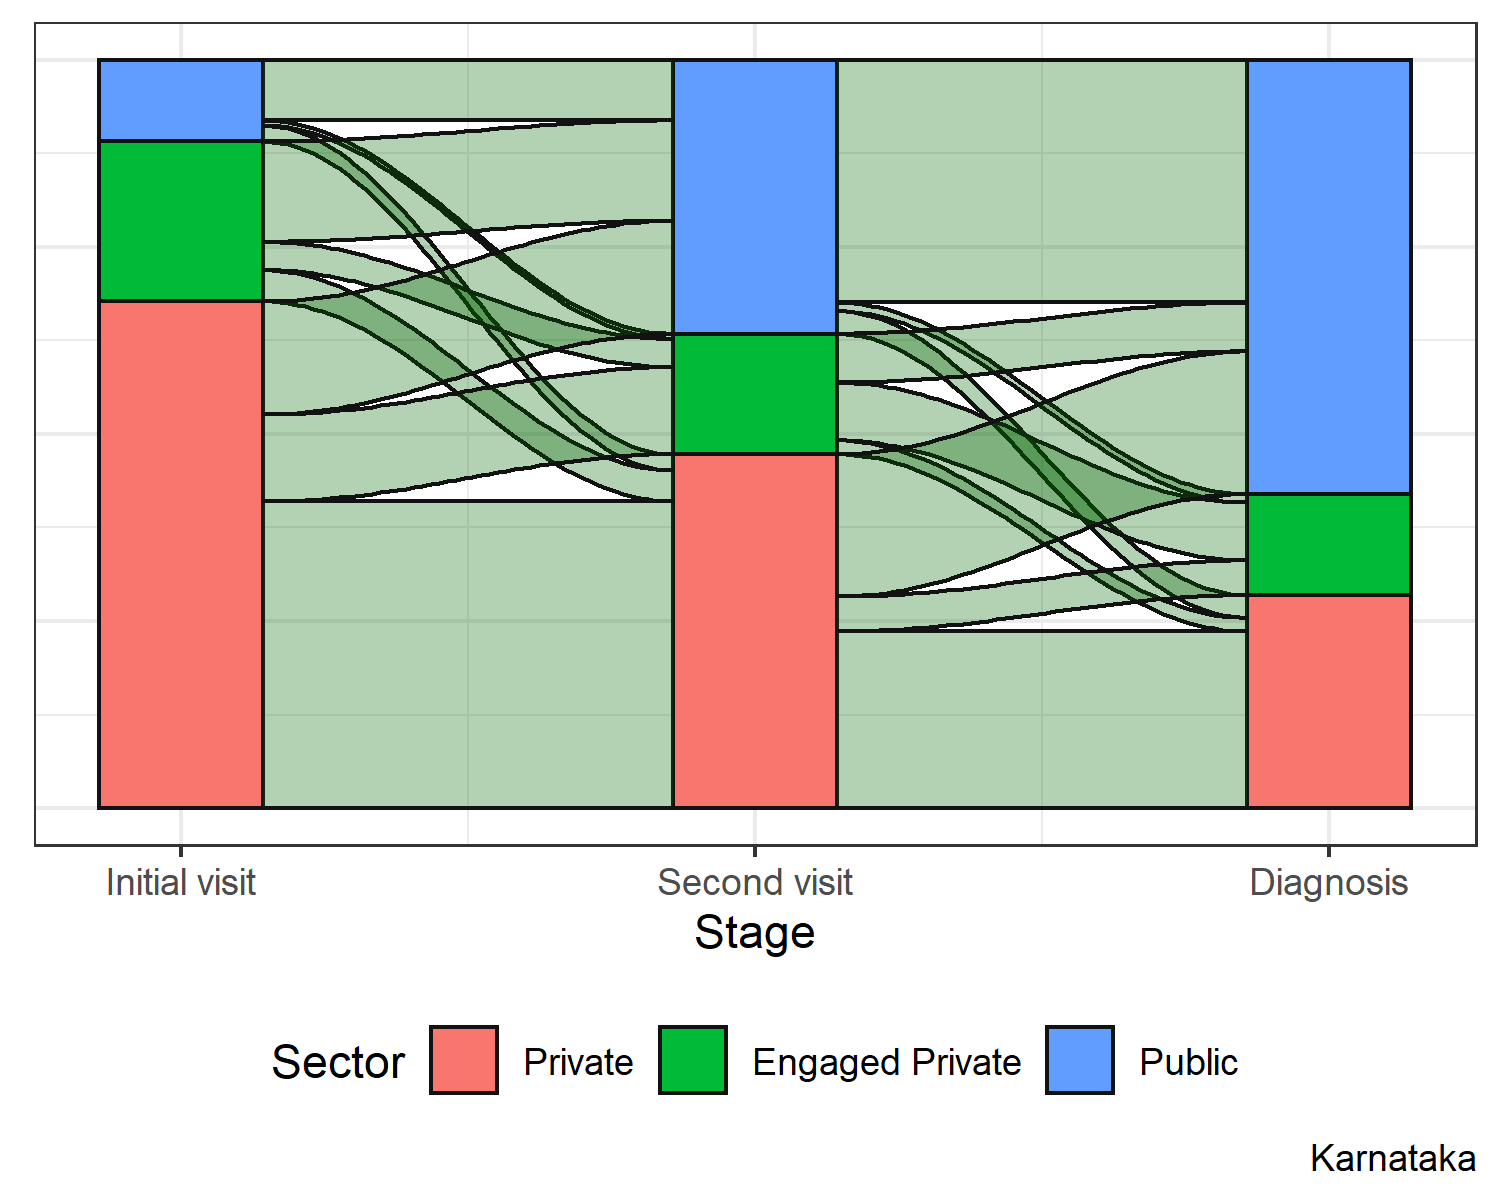 Initial visit Second visit Diagnosis
Stage
Sector Private Engaged Private Public
Karnataka